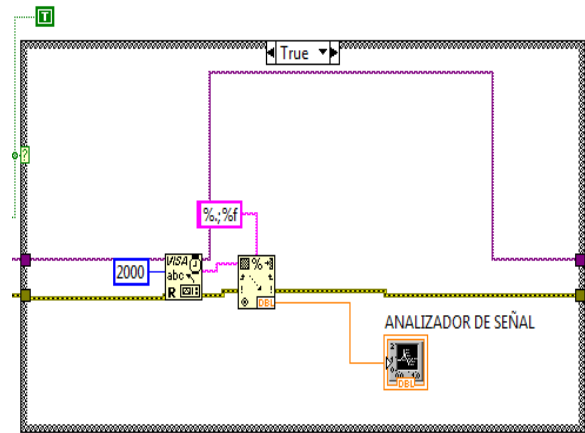 T
True
?
%.;%f
VISA
abc
R
2000
%
DBL
ANALIZADOR DE SEÑAL
DBL